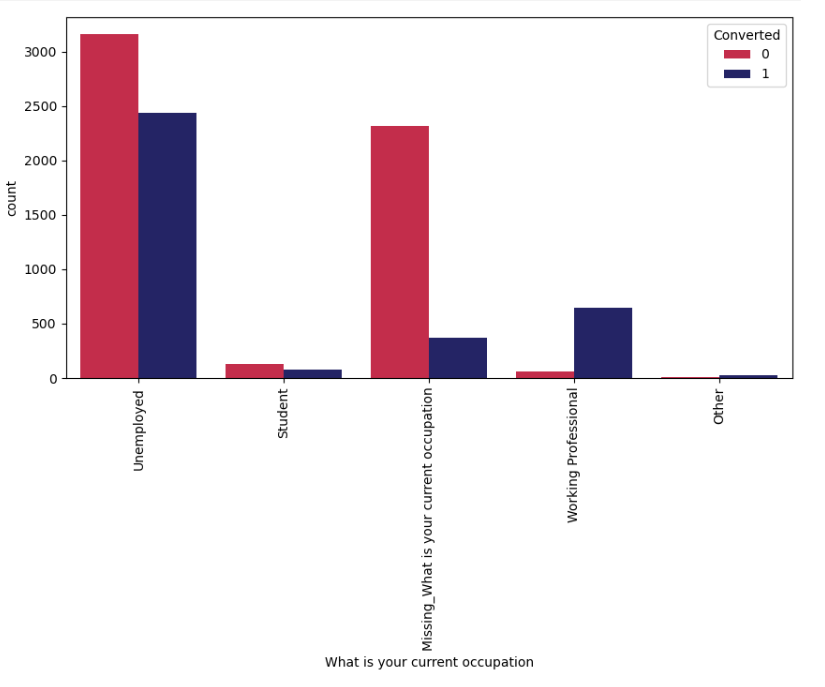 Converted
0
1
3000
2500
2000
1500
1000
500
0
count
Unemployed
Student
Missing_What is your current occupation
Working Professional
Other
What is your current occupation